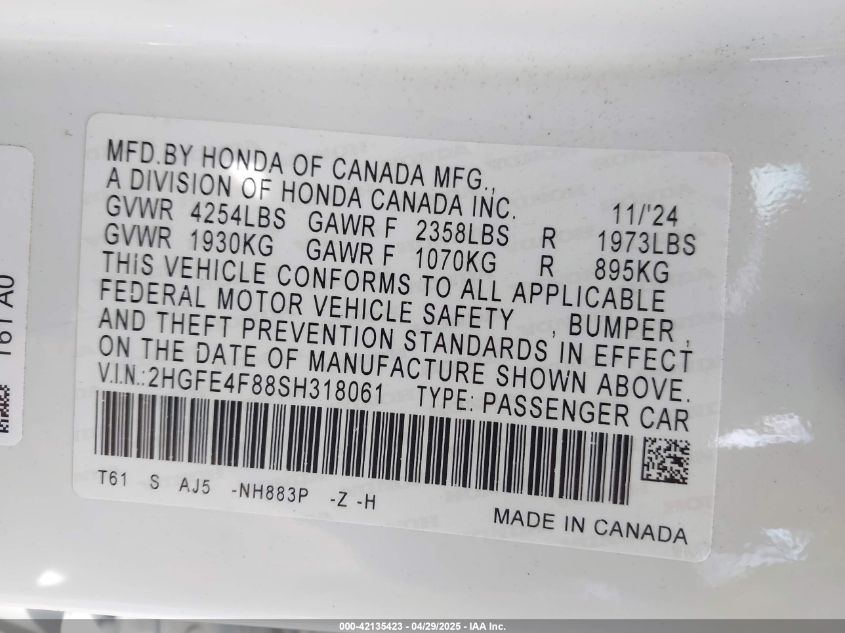 MFD.BY HONDA OF CANADA MFG.,
A DIVISION OF HONDA CANADA INC. 11/'24
GVWR 4254LBS GAWR F 2358LBS R 1973LBS
GVWR 1930KG GAWR F 1070KG R 895KG
THIS VEHICLE CONFORMS TO ALL APPLICABLE
FEDERAL MOTOR VEHICLE SAFETY , BUMPER ,
AND THEFT PREVENTION STANDARDS IN EFFECT
ON THE DATE OF MANUFACTURE SHOWN ABOVE.
V.I.N.:2HGFE4F88SH318061 TYPE: PASSENGER CAR
T61 S AJ5 -NH883P -Z -H
MADE IN CANADA
T61 A0
000-42135423 - 04/29/2025 - IAA Inc.